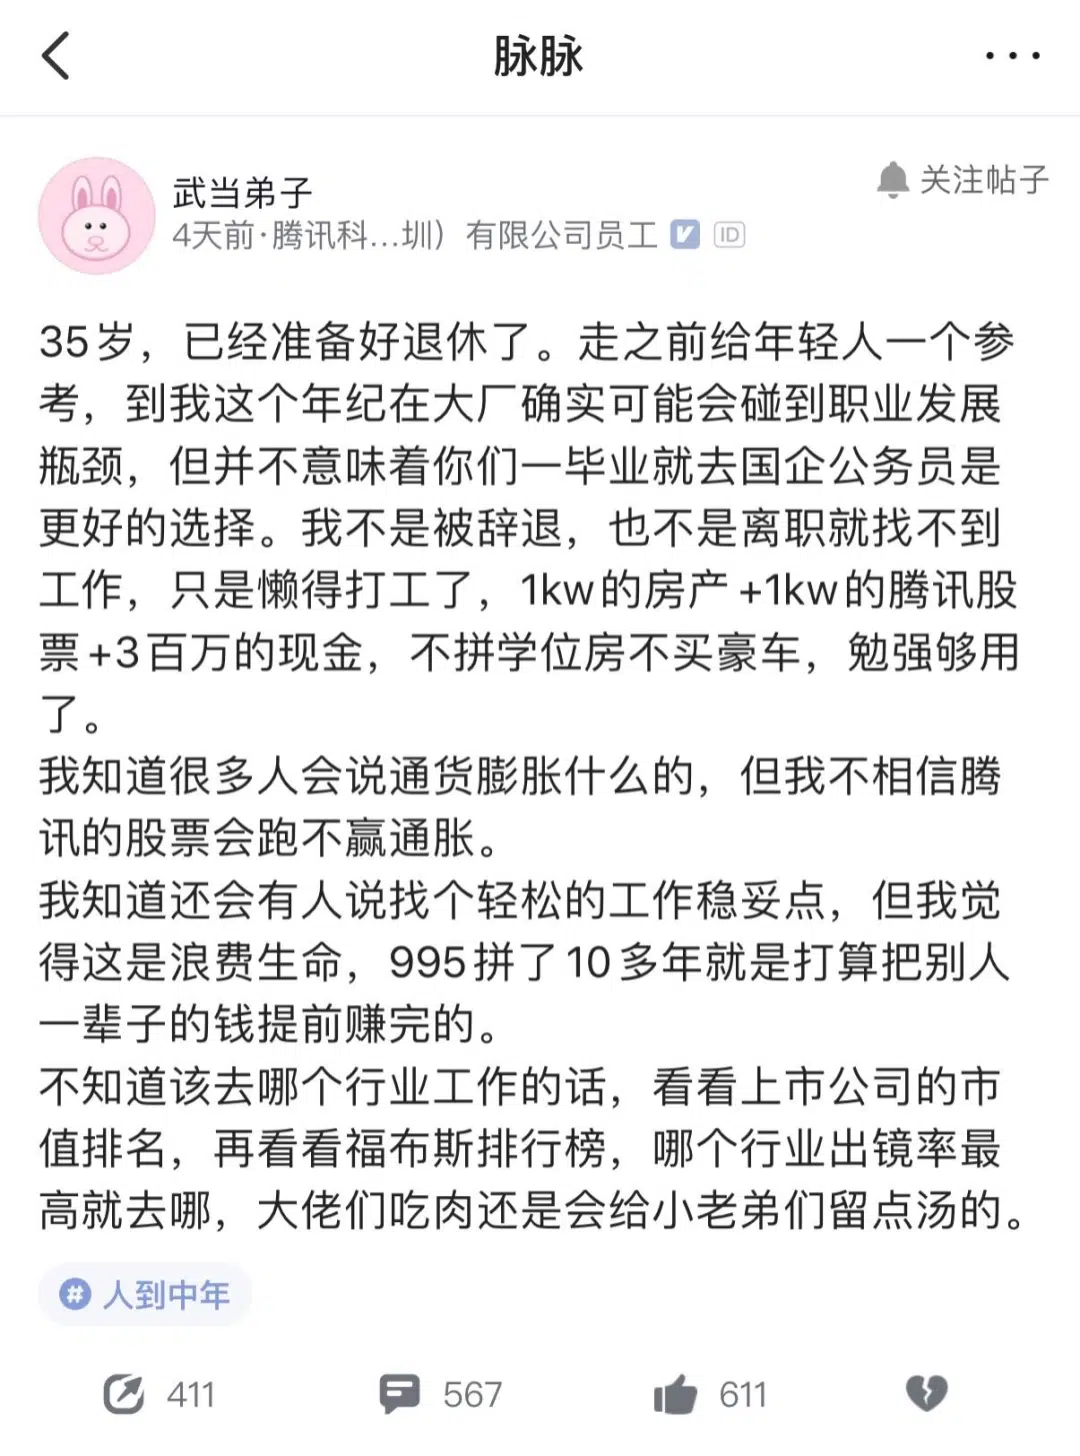 脉脉
武当弟子
关注帖子
4天前·腾讯科...圳）有限公司员工 V ID
35岁，已经准备好退休了。走之前给年轻人一个参
考，到我这个年纪在大厂确实可能会碰到职业发展
瓶颈，但并不意味着你们一毕业就去国企公务员是
更好的选择。我不是被辞退，也不是离职就找不到
工作，只是懒得打工了，1kw的房产+1kw的腾讯股
票+3百万的现金，不拼学位房不买豪车，勉强够用
了。
我知道很多人会说通货膨胀什么的，但我不相信腾
讯的股票会跑不赢通胀。
我知道还会有人说找个轻松的工作稳妥点，但我觉
得这是浪费生命，995拼了10多年就是打算把别人
一辈子的钱提前赚完的。
不知道该去哪个行业工作的话，看看上市公司的市
值排名，再看看福布斯排行榜，哪个行业出镜率最
高就去哪，大佬们吃肉还是会给小老弟们留点汤的。
# 人到中年
411 567 611